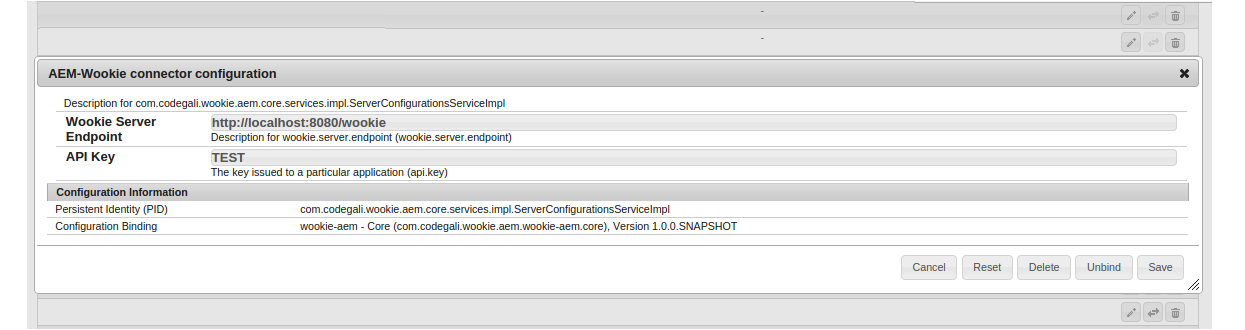 -
-
AEM-Wookie connector configuration
Description for com.codegali.wookie.aem.core.services.impl.ServerConfigurationsServiceImpl
Wookie Server Endpoint http://localhost:8080/wookie
Description for wookie.server.endpoint (wookie.server.endpoint)
API Key TEST
The key issued to a particular application (api.key)
Configuration Information
Persistent Identity (PID) com.codegali.wookie.aem.core.services.impl.ServerConfigurationsServiceImpl
Configuration Binding wookie-aem - Core (com.codegali.wookie.aem.wookie-aem.core), Version 1.0.0.SNAPSHOT
Cancel Reset Delete Unbind Save